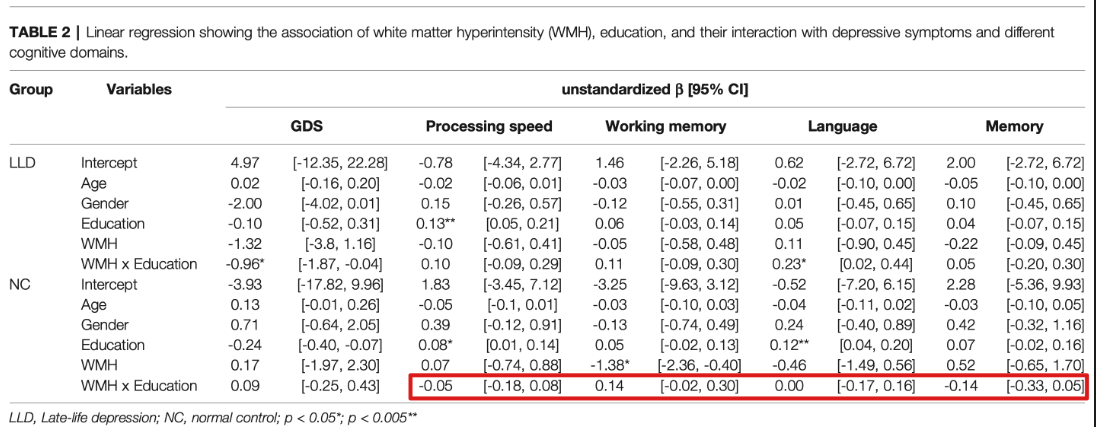 TABLE 2 | Linear regression showing the association of white matter hyperintensity (WMH), education, and their interaction with depressive symptoms and different
cognitive domains.
Group Variables unstandardized β [95% CI]
GDS Processing speed Working memory Language Memory
LLD Intercept 4.97 [-12.35, 22.28] -0.78 [-4.34, 2.77] 1.46 [-2.26, 5.18] 0.62 [-2.72, 6.72] 2.00 [-2.72, 6.72]
Age 0.02 [-0.16, 0.20] -0.02 [-0.06, 0.01] -0.03 [-0.07, 0.00] -0.02 [-0.10, 0.00] -0.05 [-0.10, 0.00]
Gender -2.00 [-4.02, 0.01] 0.15 [-0.26, 0.57] -0.12 [-0.55, 0.31] 0.01 [-0.45, 0.65] 0.10 [-0.45, 0.65]
Education -0.10 [-0.52, 0.31] 0.13** [0.05, 0.21] 0.06 [-0.03, 0.14] 0.05 [-0.07, 0.15] 0.04 [-0.07, 0.15]
WMH -1.32 [-3.8, 1.16] -0.10 [-0.61, 0.41] -0.05 [-0.58, 0.48] 0.11 [-0.90, 0.45] -0.22 [-0.09, 0.45]
WMH x Education -0.96* [-1.87, -0.04] 0.10 [-0.09, 0.29] 0.11 [-0.09, 0.30] 0.23* [0.02, 0.44] 0.05 [-0.20, 0.30]
NC Intercept -3.93 [-17.82, 9.96] 1.83 [-3.45, 7.12] -3.25 [-9.63, 3.12] -0.52 [-7.20, 6.15] 2.28 [-5.36, 9.93]
Age 0.13 [-0.01, 0.26] -0.05 [-0.1, 0.01] -0.03 [-0.10, 0.03] -0.04 [-0.11, 0.02] -0.03 [-0.10, 0.05]
Gender 0.71 [-0.64, 2.05] 0.39 [-0.12, 0.91] -0.13 [-0.74, 0.49] 0.24 [-0.40, 0.89] 0.42 [-0.32, 1.16]
Education -0.24 [-0.40, -0.07] 0.08* [0.01, 0.14] 0.05 [-0.02, 0.13] 0.12** [0.04, 0.20] 0.07 [-0.02, 0.16]
WMH 0.17 [-1.97, 2.30] 0.07 [-0.74, 0.88] -1.38* [-2.36, -0.40] -0.46 [-1.49, 0.56] 0.52 [-0.65, 1.70]
WMH x Education 0.09 [-0.25, 0.43] -0.05 [-0.18, 0.08] 0.14 [-0.02, 0.30] 0.00 [-0.17, 0.16] -0.14 [-0.33, 0.05]
LLD, Late-life depression; NC, normal control; p < 0.05*; p < 0.005**